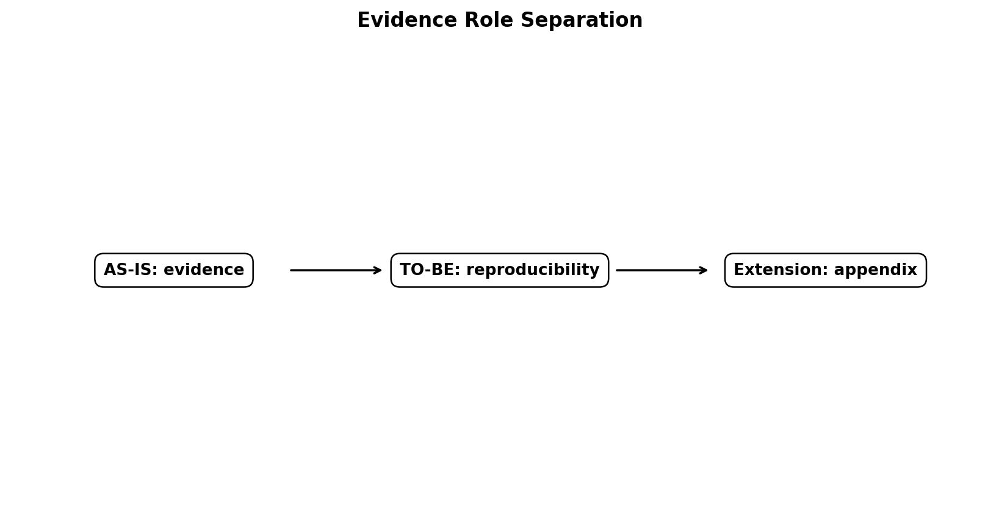 Evidence Role Separation
AS-IS: evidence
TO-BE: reproducibility
Extension: appendix